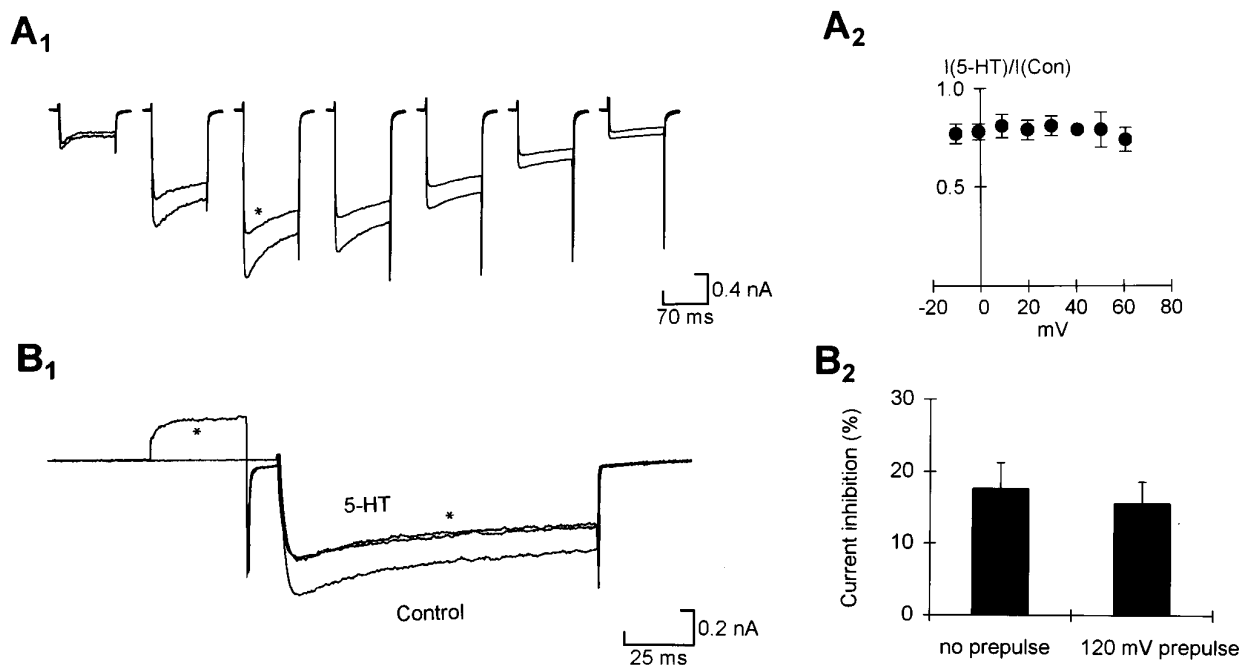 A1
*
0.4 nA
70 ms
A2
I(5-HT)/I(Con)
1.0
0.5
-20 0 20 40 60 80
mV
B1
*
5-HT
*
Control
0.2 nA
25 ms
B2
Current inhibition (%)
30
20
10
0
no prepulse 120 mV prepulse